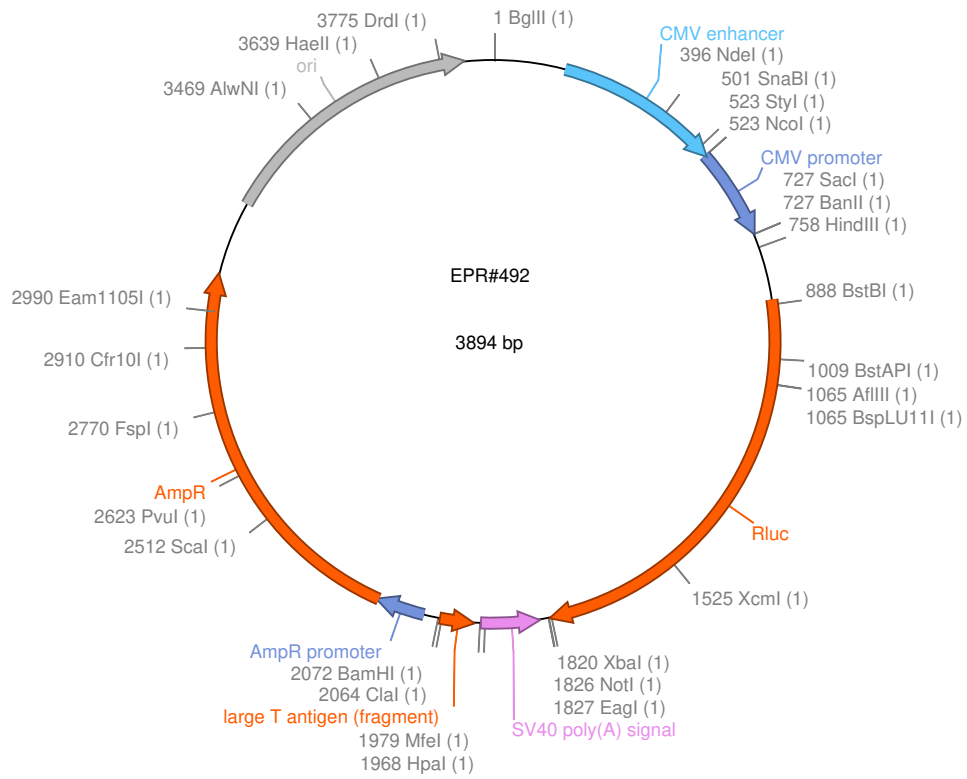 3775 DrdI (1)
1 BglII (1)
CMV enhancer
3639 HaeII (1)
396 NdeI (1)
ori
501 SnaBI (1)
3469 AlwNI (1)
523 StyI (1)
523 NcoI (1)
CMV promoter
727 SacI (1)
727 BanII (1)
758 HindIII (1)
EPR#492
2990 Eam1105I (1)
888 BstBI (1)
3894 bp
2910 Cfr10I (1)
1009 BstAPI (1)
1065 AflIII (1)
1065 BspLU11I (1)
2770 FspI (1)
AmpR
2623 PvuI (1)
Rluc
2512 ScaI (1)
1525 XcmI (1)
AmpR promoter
1820 XbaI (1)
2072 BamHI (1)
1826 NotI (1)
2064 ClaI (1)
1827 EagI (1)
large T antigen (fragment)
SV40 poly(A) signal
1979 MfeI (1)
1968 HpaI (1)